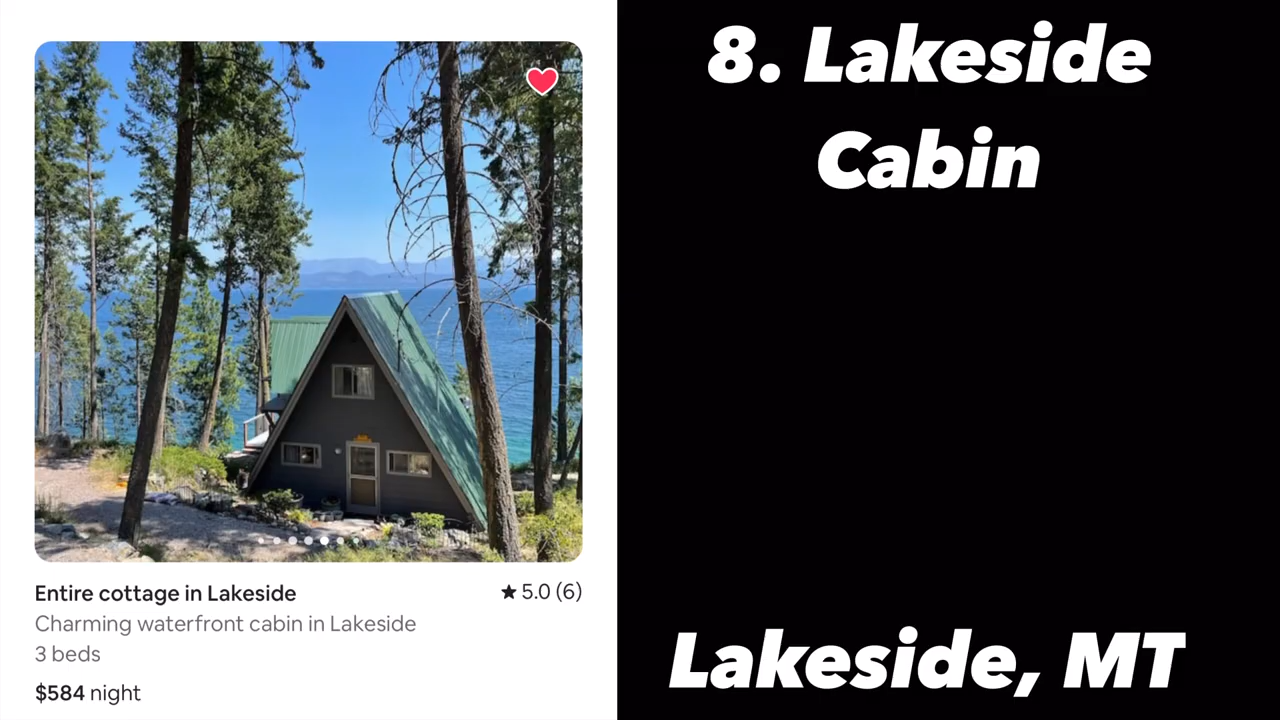 8. Lakeside
Cabin
Entire cottage in Lakeside
★ 5.0 (6)
Charming waterfront cabin in Lakeside
3 beds
$584 night
Lakeside, MT